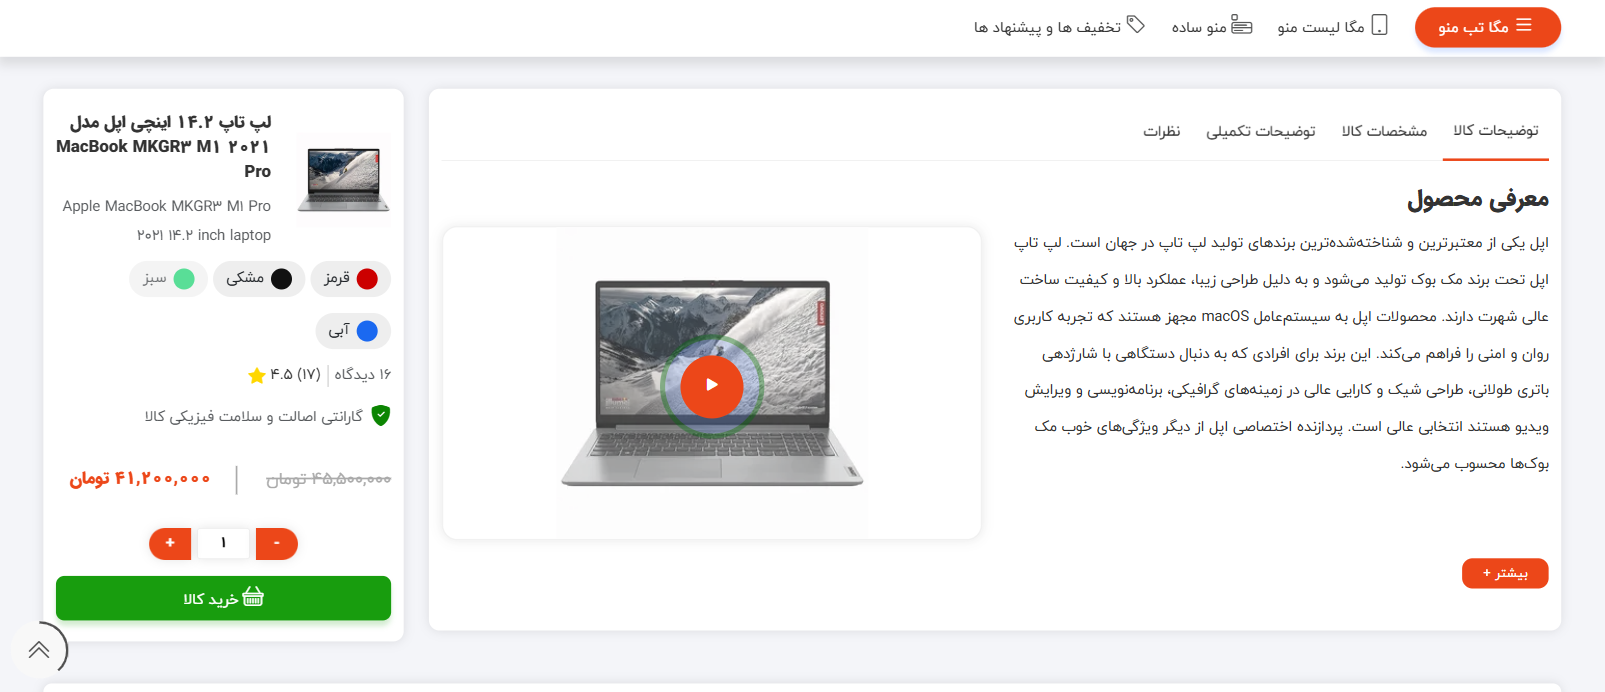 مگا تب منو
مگا لیست منو
منو ساده
تخفیف ها و پیشنهاد ها
توضیحات کالا
مشخصات کالا
توضیحات تکمیلی
نظرات
معرفی محصول
اپل یکی از معتبرترین و شناخته‌شده‌ترین برندهای تولید لپ تاپ در جهان است. لپ تاپ
اپل تحت برند مک بوک تولید می‌شود و به دلیل طراحی زیبا، عملکرد بالا و کیفیت ساخت
عالی شهرت دارند. محصولات اپل به سیستم‌عامل macOS مجهز هستند که تجربه کاربری
روان و امنی را فراهم می‌کند. این برند برای افرادی که به دنبال دستگاهی با شارژدهی
باتری طولانی، طراحی شیک و کارایی عالی در زمینه‌های گرافیکی، برنامه‌نویسی و ویرایش
ویدیو هستند انتخابی عالی است. پردازنده اختصاصی اپل از دیگر ویژگی‌های خوب مک
بوک‌ها محسوب می‌شود.
Lenovo
بیشتر +
لپ تاپ ۱۴.۲ اینچی اپل مدل
MacBook MKGR۳ M۱ ۲۰۲۱
Pro
Apple MacBook MKGR۳ M۱ Pro
۲۰۲۱ ۱۴.۲ inch laptop
قرمز
مشکی
سبز
آبی
۱۶ دیدگاه
۴.۵ (۱۷)
گارانتی اصالت و سلامت فیزیکی کالا
۴۵,۵۰۰,۰۰۰ تومان
۴۱,۲۰۰,۰۰۰ تومان
-
۱
+
خرید کالا